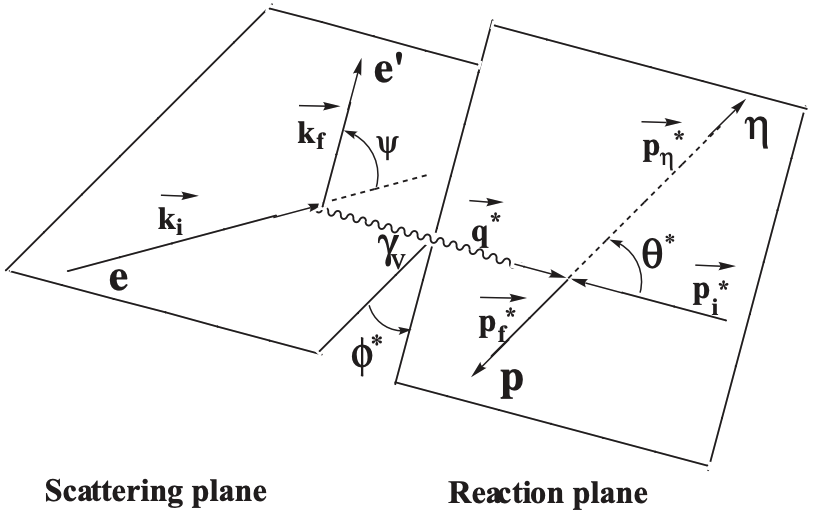 e'
k_f
ψ
k_i
e
γ_v
q*
p_η*
η
θ*
p_i*
p_f*
p
ϕ*
Scattering plane Reaction plane